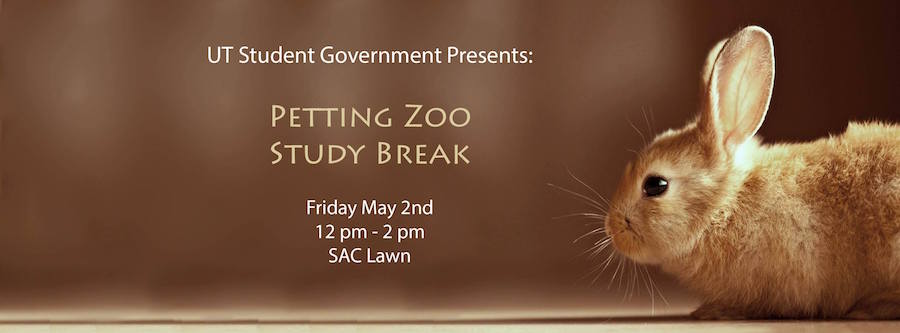 UT Student Government Presents:
Petting Zoo
Study Break
Friday May 2nd
12 pm - 2 pm
SAC Lawn